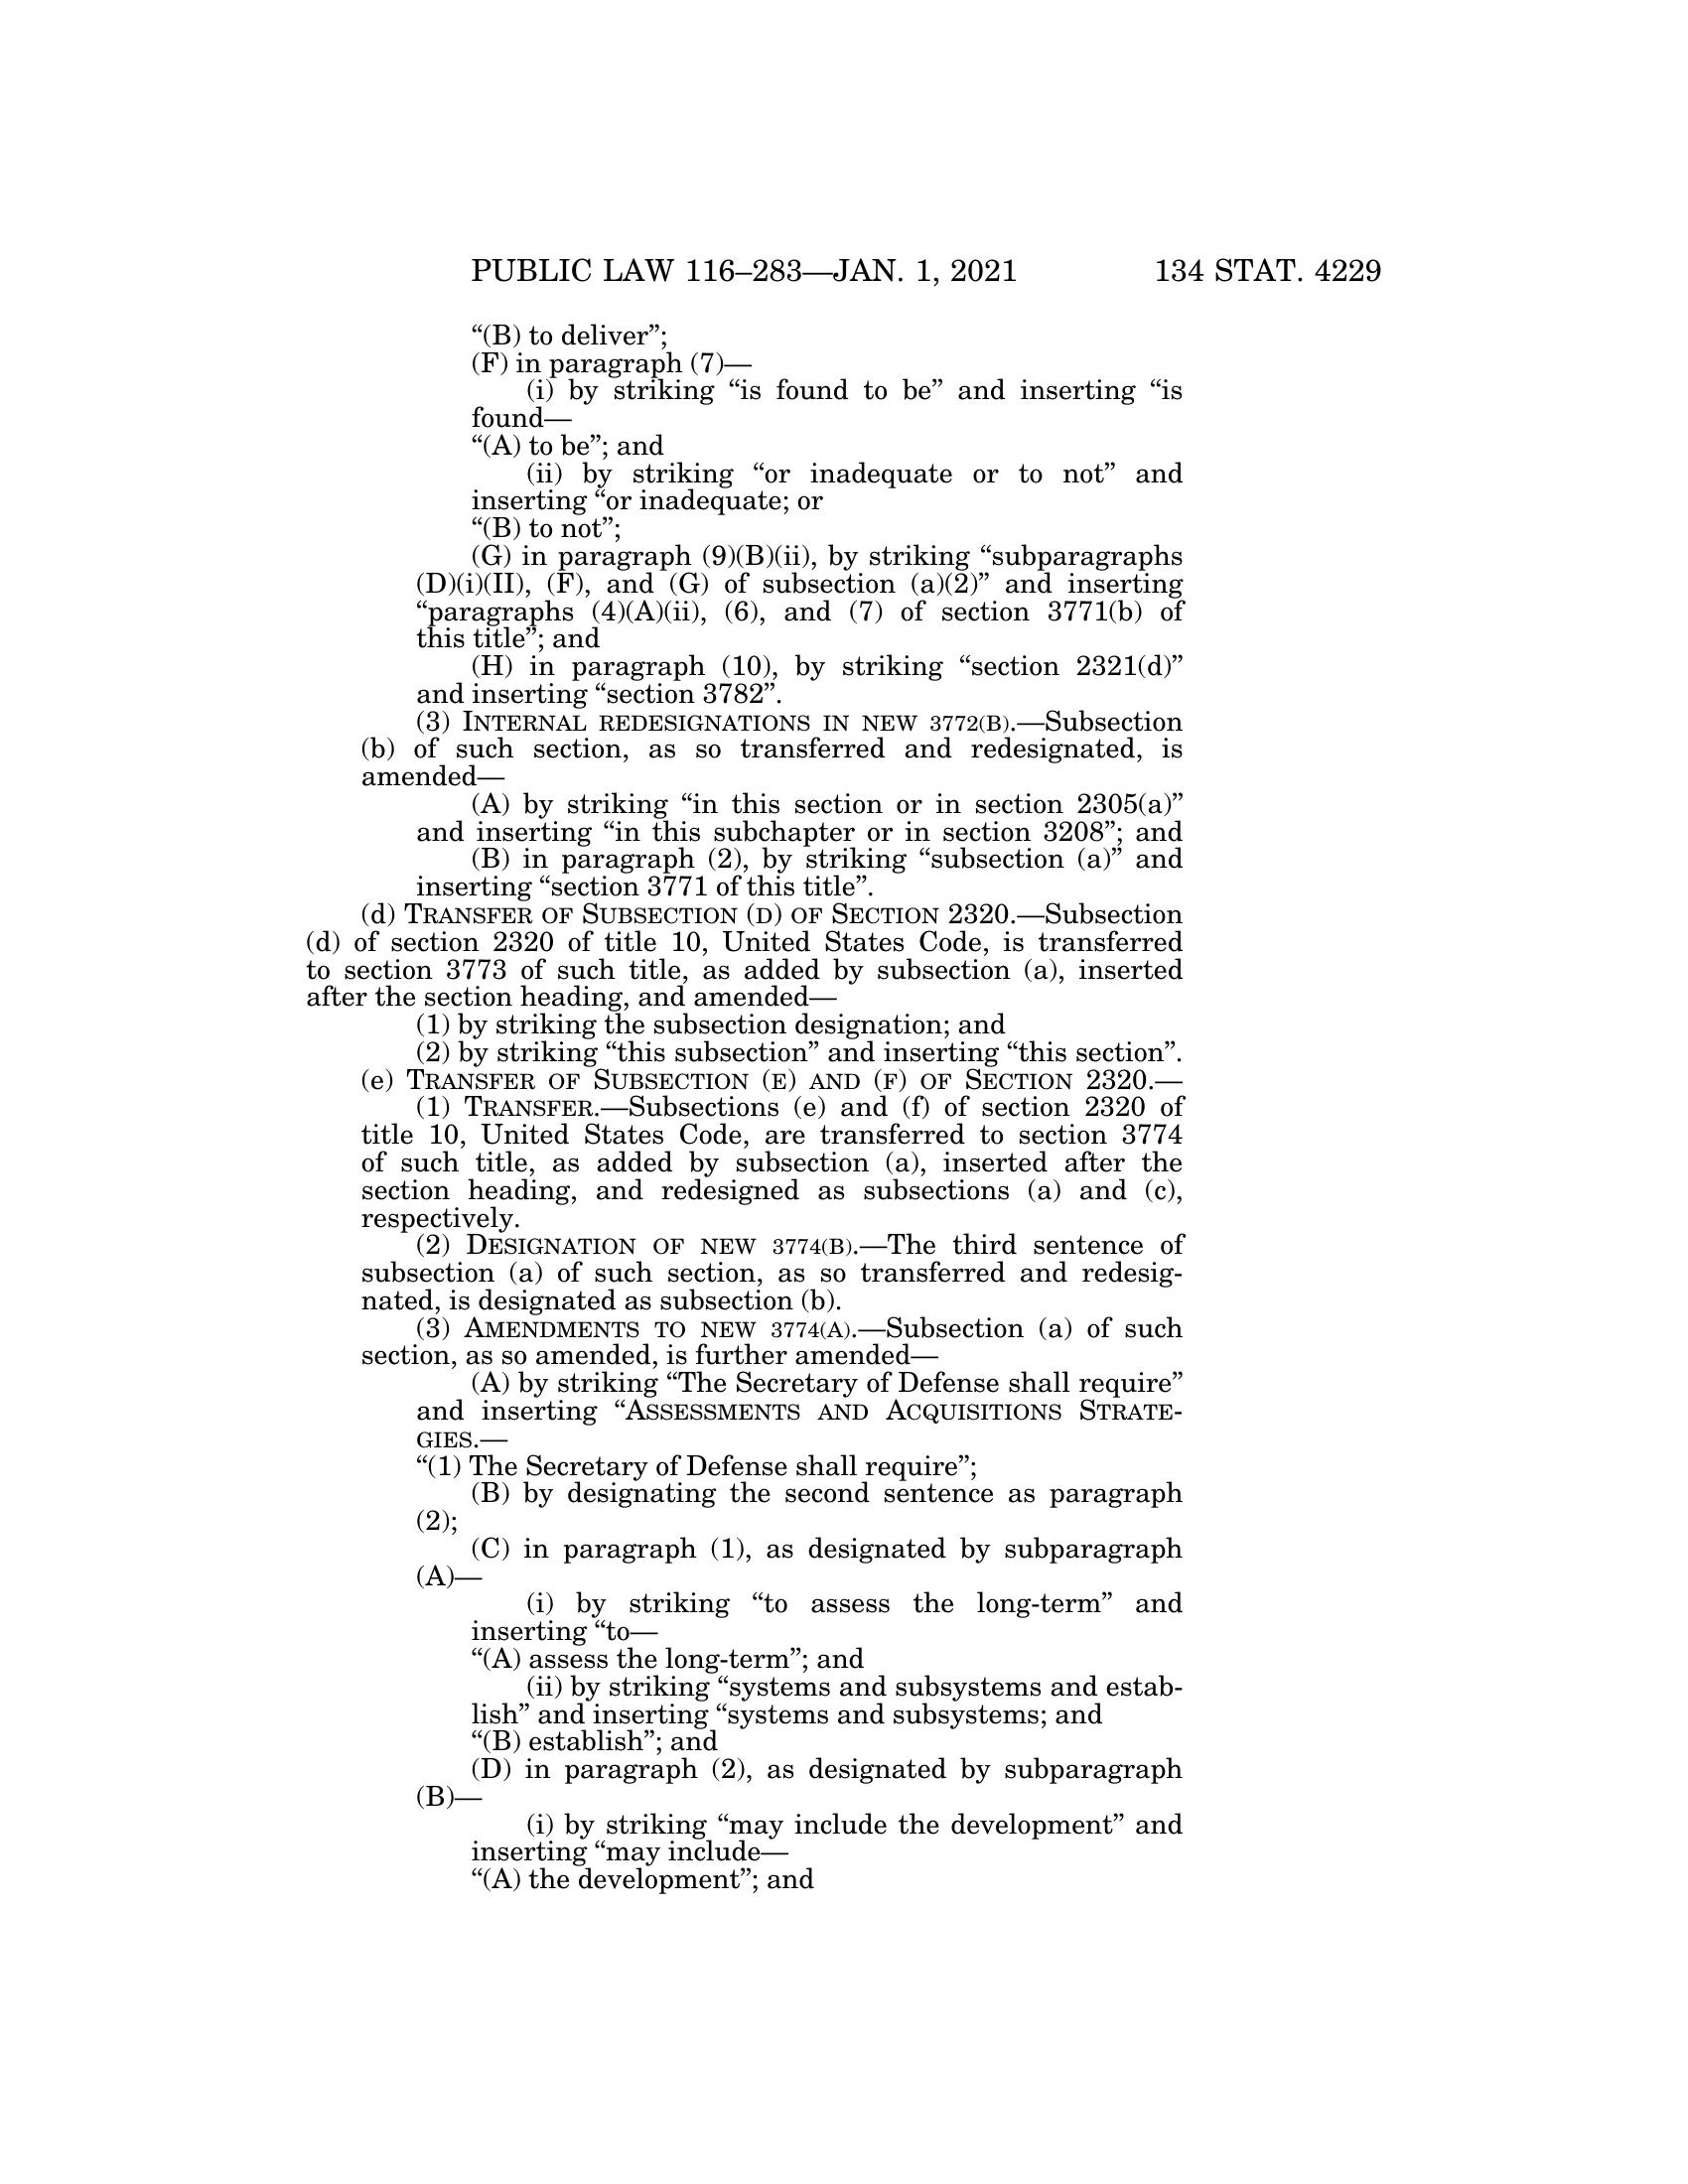 PUBLIC LAW 116–283—JAN. 1, 2021 134 STAT. 4229
“(B) to deliver”;
(F) in paragraph (7)—
(i) by striking “is found to be” and inserting “is
found—
“(A) to be”; and
(ii) by striking “or inadequate or to not” and
inserting “or inadequate; or
“(B) to not”;
(G) in paragraph (9)(B)(ii), by striking “subparagraphs
(D)(i)(II), (F), and (G) of subsection (a)(2)” and inserting
“paragraphs (4)(A)(ii), (6), and (7) of section 3771(b) of
this title”; and
(H) in paragraph (10), by striking “section 2321(d)”
and inserting “section 3782”.
(3) INTERNAL REDESIGNATIONS IN NEW 3772(B).—Subsection
(b) of such section, as so transferred and redesignated, is
amended—
(A) by striking “in this section or in section 2305(a)”
and inserting “in this subchapter or in section 3208”; and
(B) in paragraph (2), by striking “subsection (a)” and
inserting “section 3771 of this title”.
(d) TRANSFER OF SUBSECTION (D) OF SECTION 2320.—Subsection
(d) of section 2320 of title 10, United States Code, is transferred
to section 3773 of such title, as added by subsection (a), inserted
after the section heading, and amended—
(1) by striking the subsection designation; and
(2) by striking “this subsection” and inserting “this section”.
(e) TRANSFER OF SUBSECTION (E) AND (F) OF SECTION 2320.—
(1) TRANSFER.—Subsections (e) and (f) of section 2320 of
title 10, United States Code, are transferred to section 3774
of such title, as added by subsection (a), inserted after the
section heading, and redesigned as subsections (a) and (c),
respectively.
(2) DESIGNATION OF NEW 3774(B).—The third sentence of
subsection (a) of such section, as so transferred and redesig-
nated, is designated as subsection (b).
(3) AMENDMENTS TO NEW 3774(A).—Subsection (a) of such
section, as so amended, is further amended—
(A) by striking “The Secretary of Defense shall require”
and inserting “ASSESSMENTS AND ACQUISITIONS STRATE-
GIES.—
“(1) The Secretary of Defense shall require”;
(B) by designating the second sentence as paragraph
(2);
(C) in paragraph (1), as designated by subparagraph
(A)—
(i) by striking “to assess the long-term” and
inserting “to—
“(A) assess the long-term”; and
(ii) by striking “systems and subsystems and estab-
lish” and inserting “systems and subsystems; and
“(B) establish”; and
(D) in paragraph (2), as designated by subparagraph
(B)—
(i) by striking “may include the development” and
inserting “may include—
“(A) the development”; and